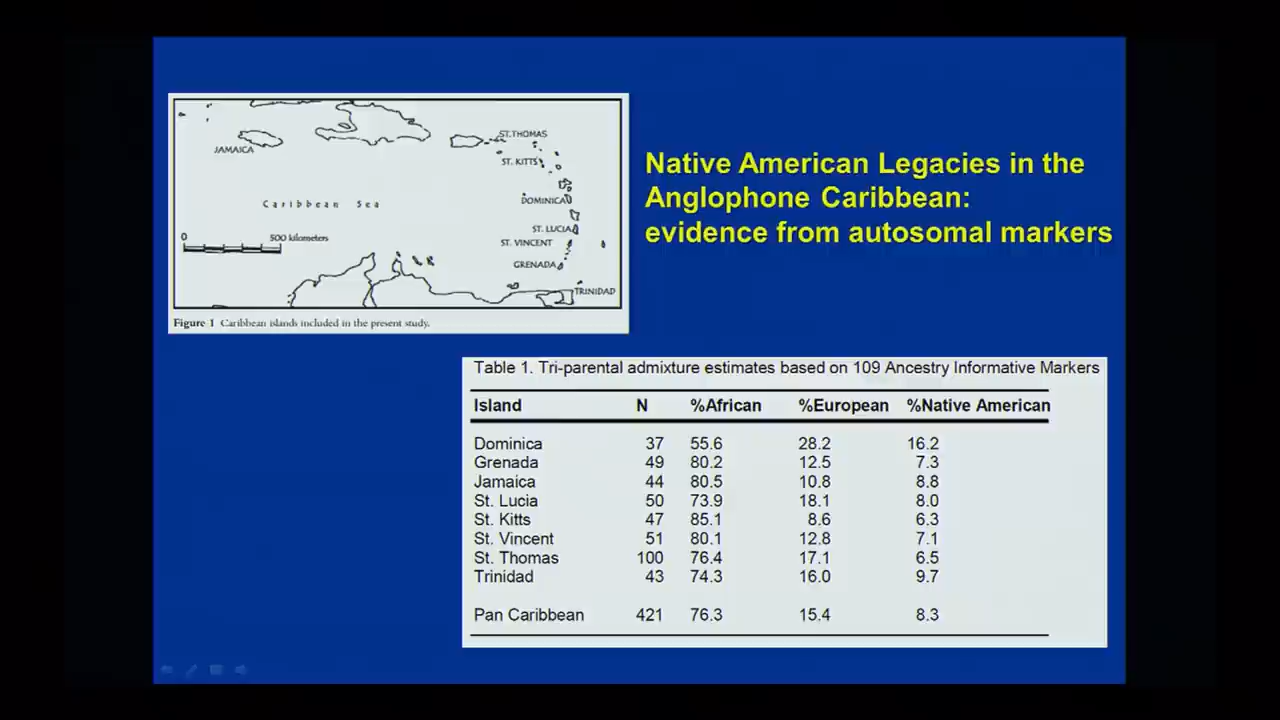 ST.THOMAS
JAMAICA
ST. KITTS
Caribbean Sea
DOMINICA
ST. LUCIA
0
500 kilometers
ST. VINCENT
GRENADA
TRINIDAD
Figure 1 Caribbean islands included in the present study.
Native American Legacies in the
Anglophone Caribbean:
evidence from autosomal markers
Table 1. Tri-parental admixture estimates based on 109 Ancestry Informative Markers
Island N %African %European %Native American
Dominica 37 55.6 28.2 16.2
Grenada 49 80.2 12.5 7.3
Jamaica 44 80.5 10.8 8.8
St. Lucia 50 73.9 18.1 8.0
St. Kitts 47 85.1 8.6 6.3
St. Vincent 51 80.1 12.8 7.1
St. Thomas 100 76.4 17.1 6.5
Trinidad 43 74.3 16.0 9.7
Pan Caribbean 421 76.3 15.4 8.3